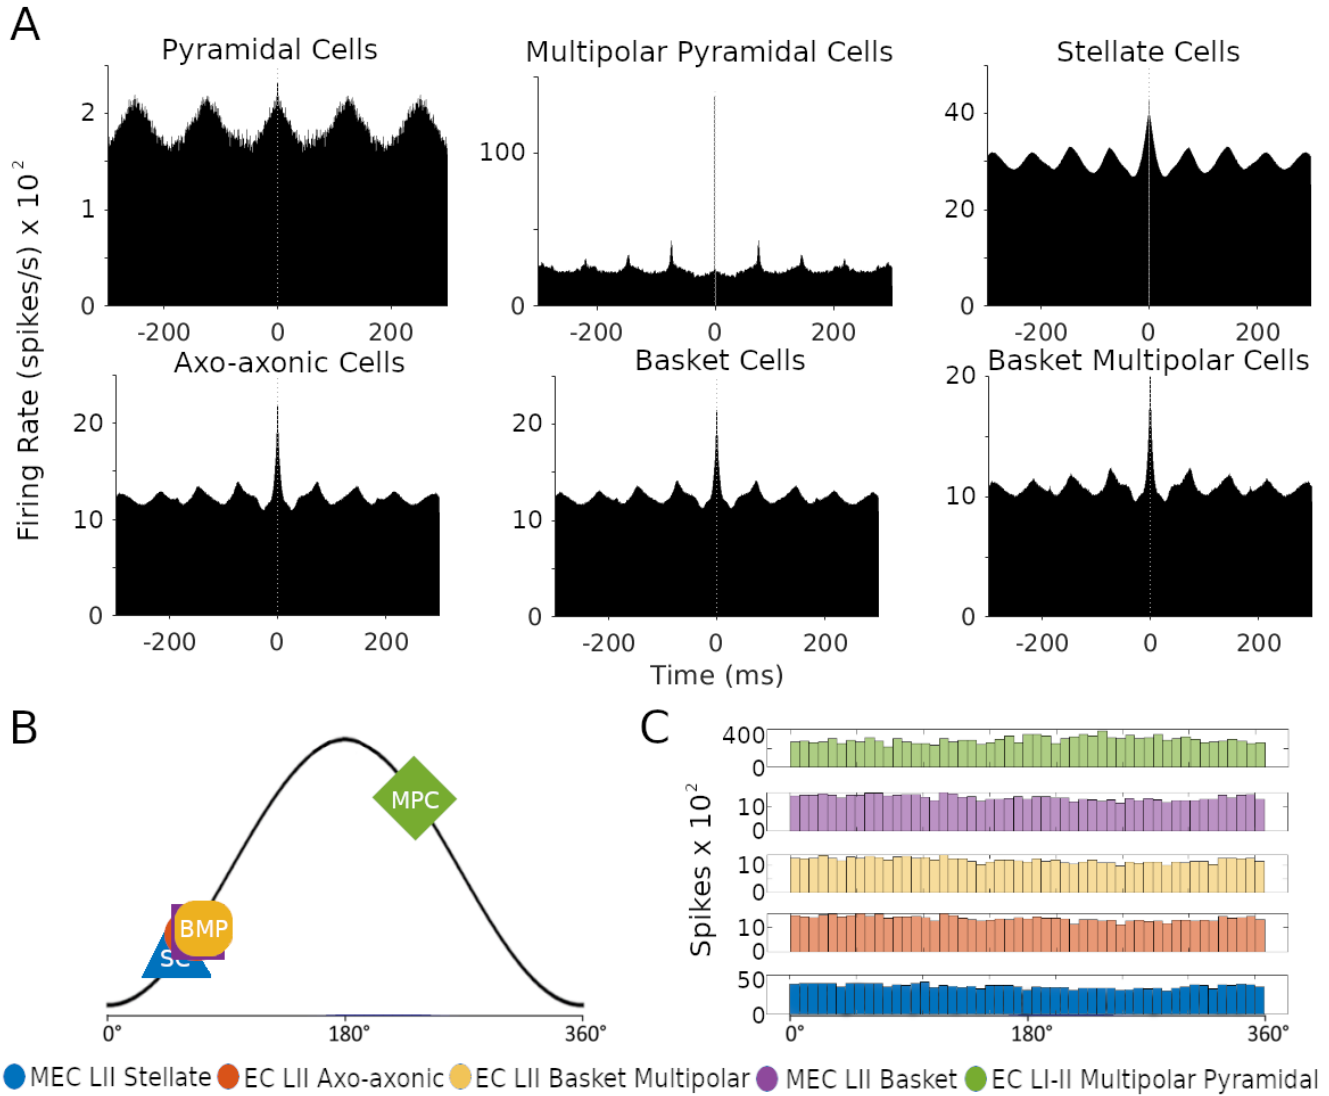 A
Pyramidal Cells
Multipolar Pyramidal Cells
Stellate Cells
Firing Rate (spikes/s) x 10²
2
1
0
-200 0 200
100
0
-200 0 200
40
20
0
-200 0 200
Axo-axonic Cells
Basket Cells
Basket Multipolar Cells
20
10
0
-200 0 200
20
10
0
-200 0 200
20
10
0
-200 0 200
Time (ms)
B
MPC
BMP
SC
0° 180° 360°
C
Spikes x 10²
400
0
10
0
10
0
10
0
50
0
0° 180° 360°
MEC LII Stellate
EC LII Axo-axonic
EC LII Basket Multipolar
MEC LII Basket
EC LI-II Multipolar Pyramidal